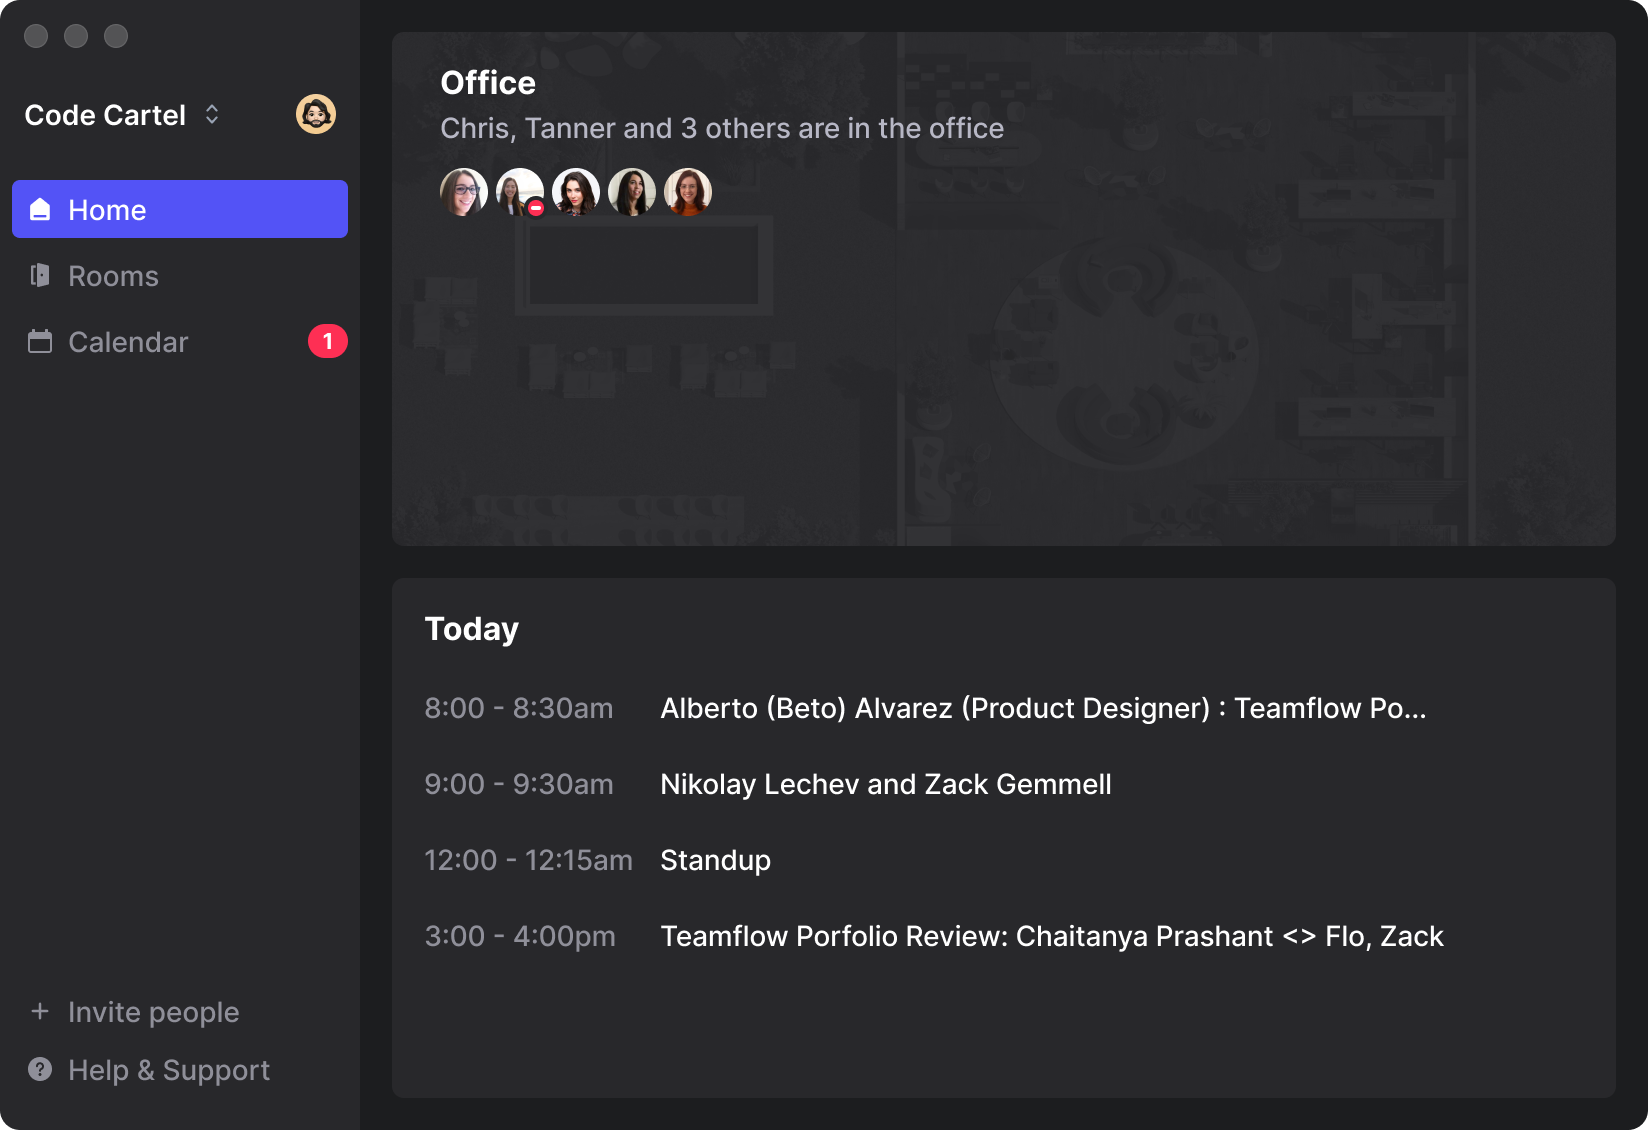 Code Cartel
Home
Rooms
Calendar
1
Invite people
Help & Support
Office
Chris, Tanner and 3 others are in the office
Today
8:00 - 8:30am Alberto (Beto) Alvarez (Product Designer) : Teamflow Po...
9:00 - 9:30am Nikolay Lechev and Zack Gemmell
12:00 - 12:15am Standup
3:00 - 4:00pm Teamflow Porfolio Review: Chaitanya Prashant <> Flo, Zack